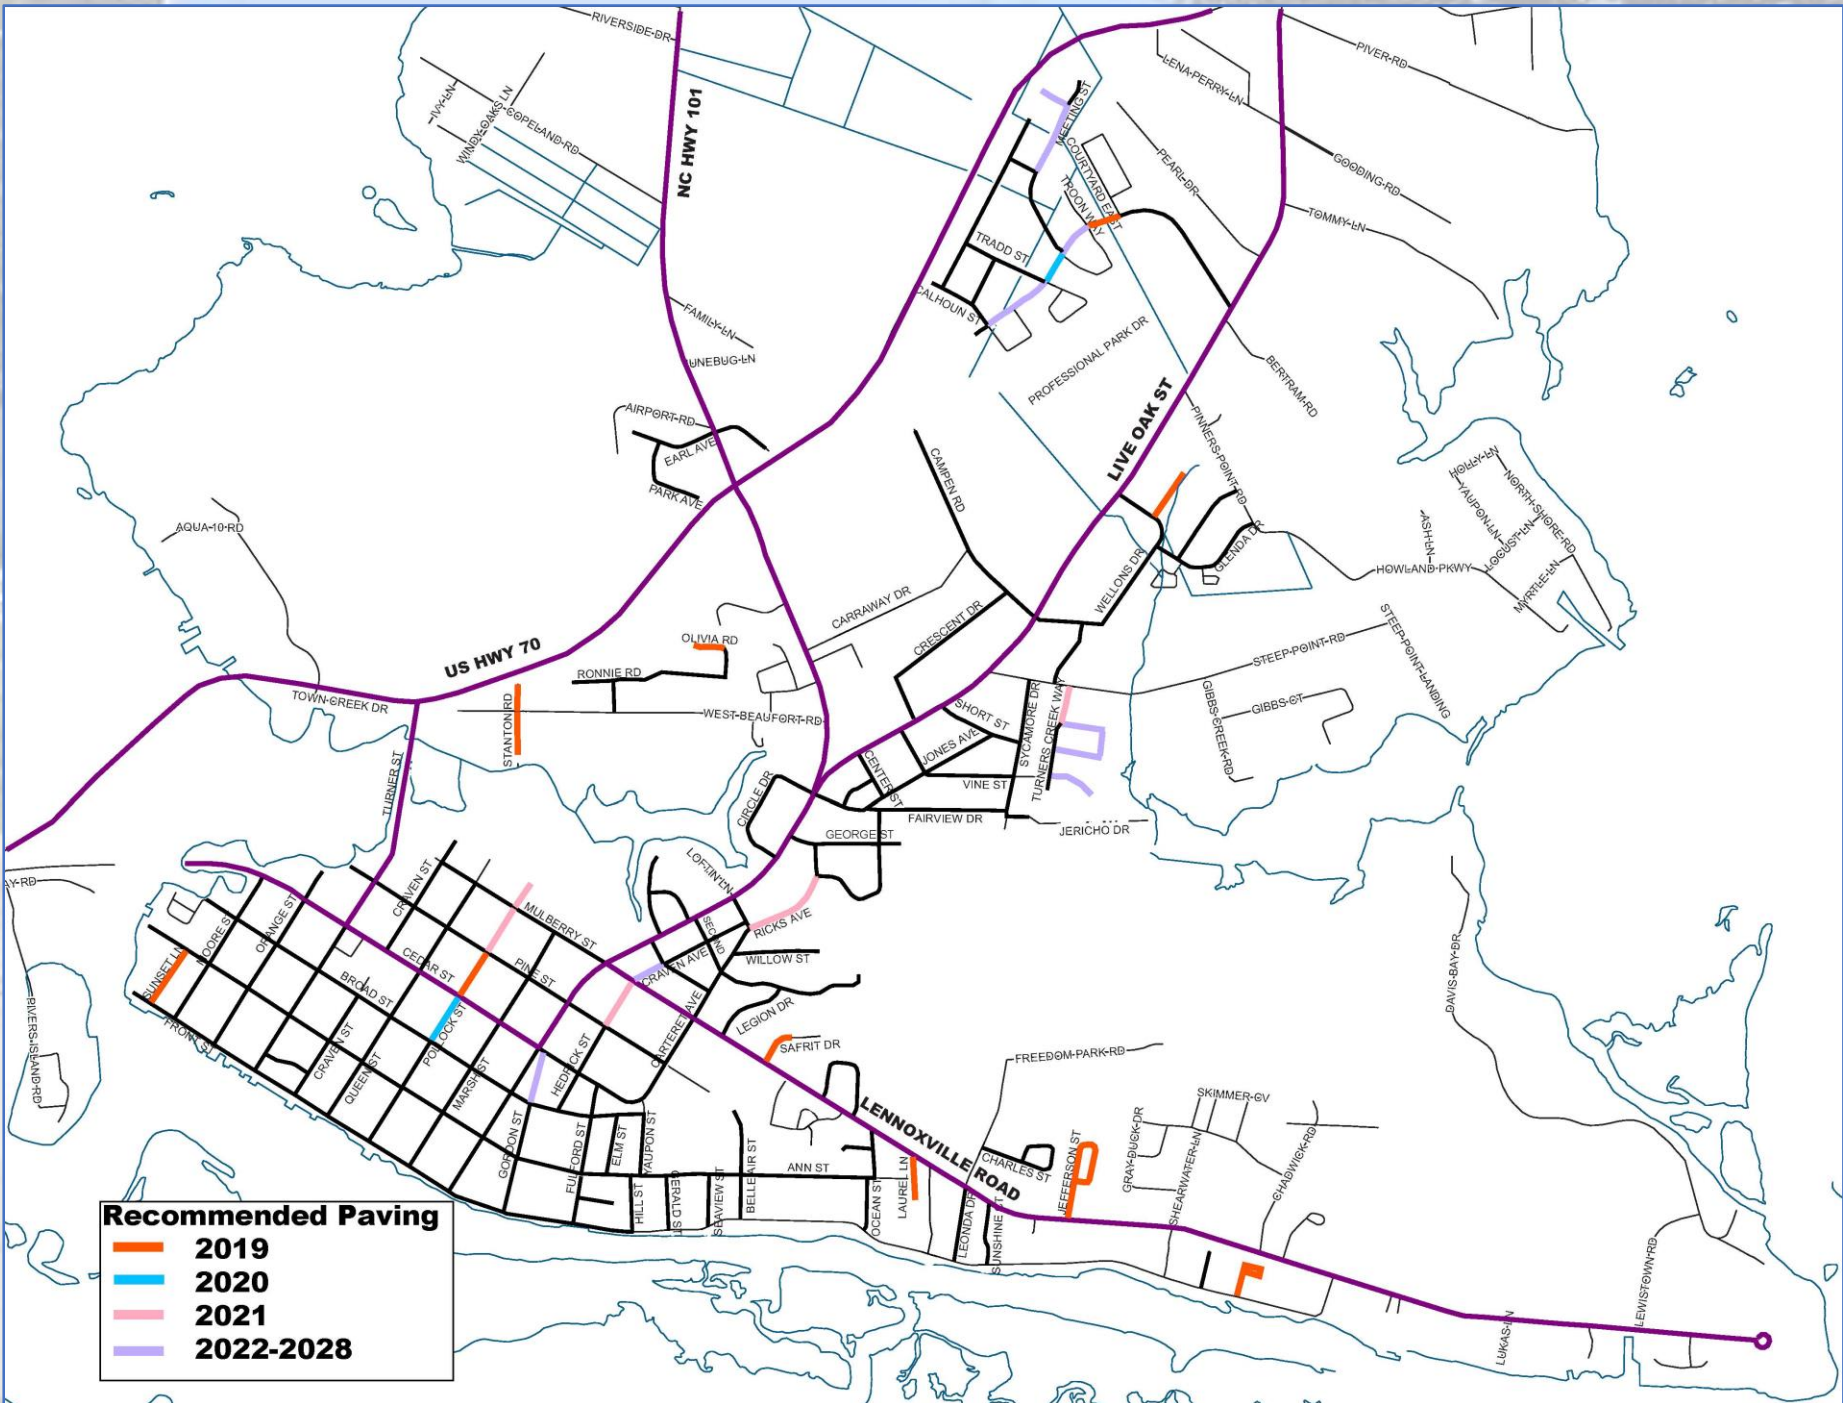 RIVERSIDE-DR
PIVER-RD
LENA-PERRY-LN
IVY-LN
WINDY-OAKS LN
COPELAND-RD
NC HWY 101
MEETING ST
COURTYARD EAST
TROON WAY
PEARL-DR
GOODING-RD
TOMMY-LN
TRADD ST
CALHOUN ST
FAMILY-LN
UNEBUG-LN
PROFESSIONAL PARK DR
BERTRAM-RD
LIVE OAK ST
PINNERS-POINT-RD
AIRPORT-RD
EARL AVE
PARK AVE
CAMPEN RD
HOLLY-LN
NORTH-SHORE-RD
YAUPON-LN
ASH-LN
LOCUST-LN
MYRTLE-LN
AQUA-10-RD
GLENDA DR
HOWLAND-PKWY
WELLONS DR
CARRAWAY DR
CRESCENT DR
STEEP-POINT-RD
STEEP-POINT-LANDING
OLIVIA RD
US HWY 70
RONNIE RD
TOWN-CREEK DR
STANTON RD
WEST-BEAUFORT-RD
GIBBS-CREEK-RD
GIBBS-CT
SHORT ST
SYCAMORE DR
TURNERS CREEK WAY
JONES AVE
CENTER ST
VINE ST
TURNER ST
CIRCLE DR
FAIRVIEW DR
JERICHO DR
GEORGE ST
LOFTIN LN
AY-RD
CRAVEN ST
MULBERRY ST
ORANGE ST
MOORE ST
SECOND
RICKS AVE
WILLOW ST
CRAVEN AVE
CEDAR ST
PINE ST
SUNSET LN
BROAD ST
DAVIS-BAY-DR
RIVERS-ISLAND-RD
FRONT ST
POLLOCK ST
CARTERET AVE
LEGION DR
SAFRIT DR
CRAVEN ST
QUEEN ST
MARSH ST
HEDRICK ST
FREEDOM-PARK-RD
SKIMMER-CV
LENNOXVILLE ROAD
GORDON ST
FULFORD ST
ELM ST
YAUPON ST
BELLE AIR ST
ANN ST
CHARLES ST
JEFFERSON ST
GRAY-DUCK-DR
SHEARWATER-LN
CHADWICK-RD
HILL ST
GERALD ST
SEAVIEW ST
OCEAN ST
LAUREL LN
LEONDA DR
SUNSHINE ST
LEWISTOWN-RD
LUKAS-LN
Recommended Paving
2019
2020
2021
2022-2028